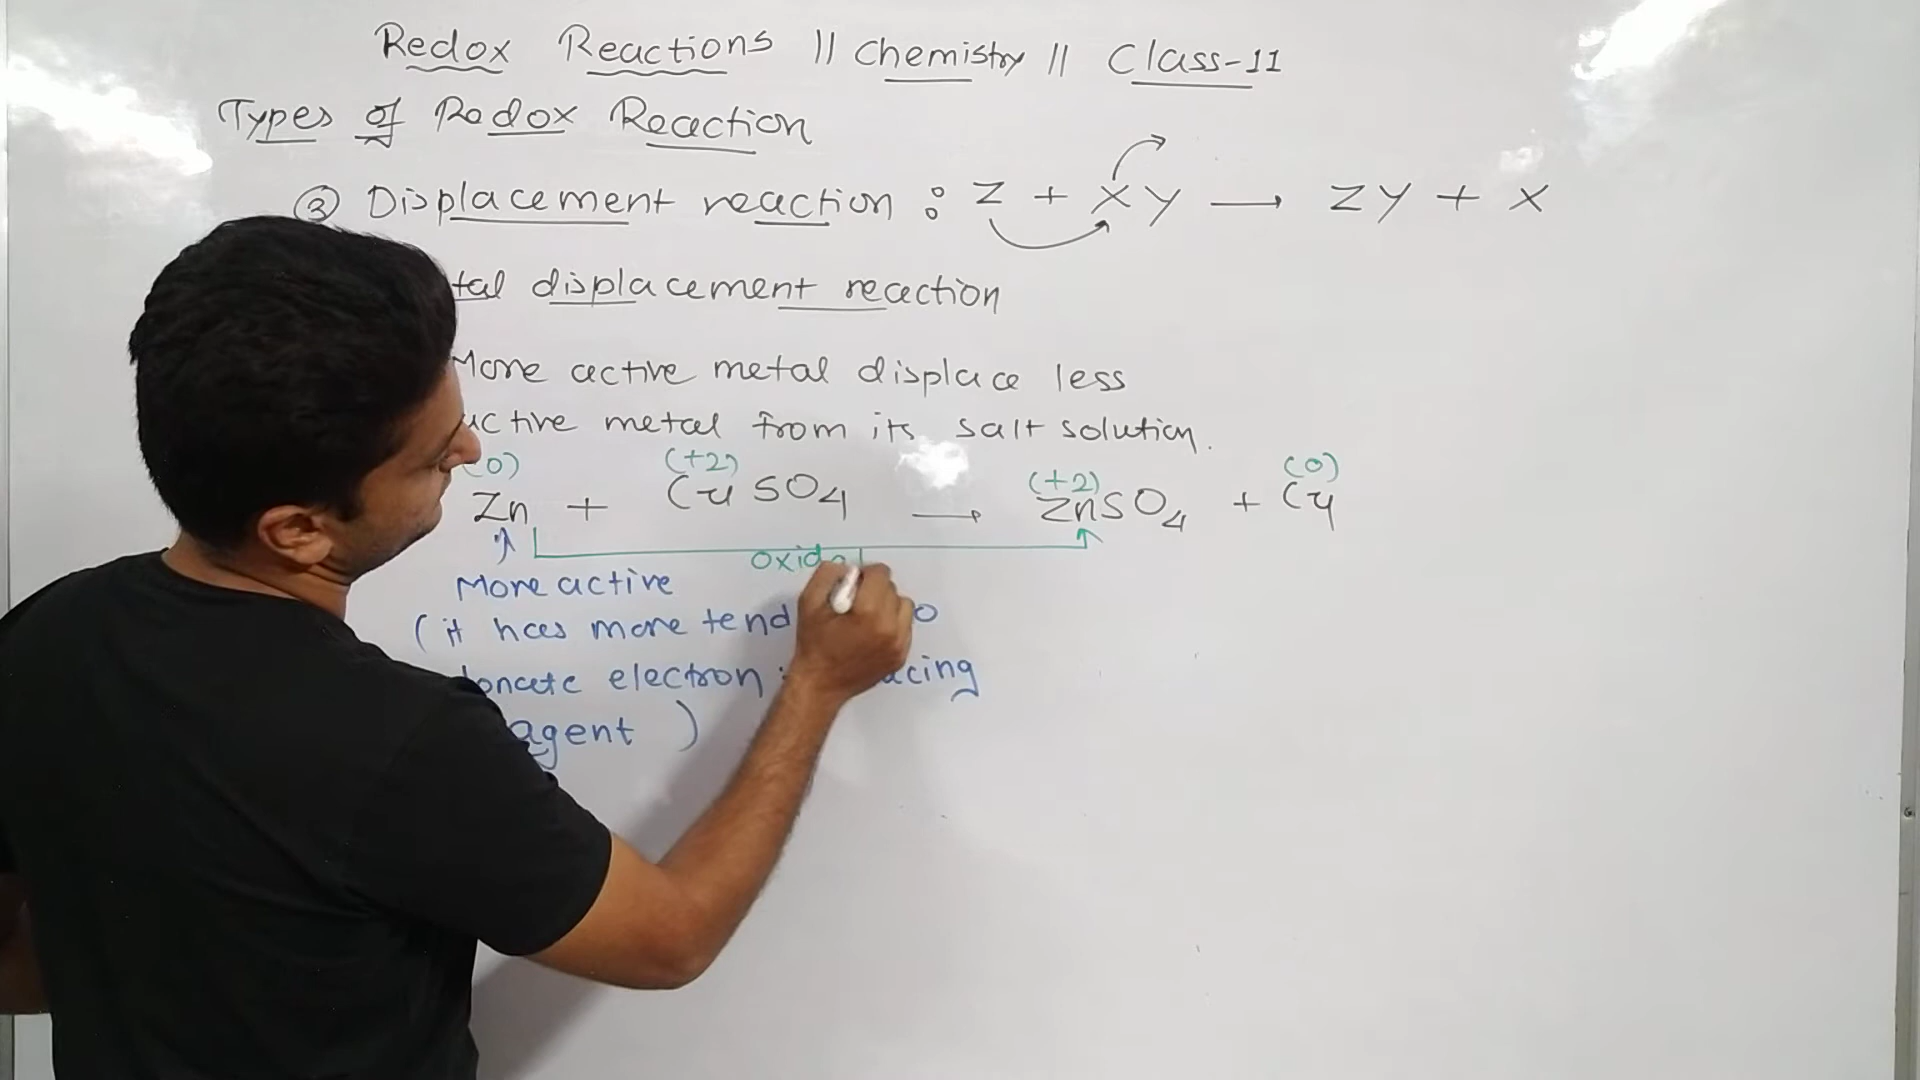 Redox Reactions || Chemistry || Class-11
Types of Redox Reaction
③ Displacement reaction : Z + XY → ZY + X
tal displacement reaction
More active metal displace less
active metal from its salt solution.
(0) (+2) (+2) (0)
Zn + CuSO4 → ZnSO4 + Cu
oxida
More active
(it has more tend o
donate electron : acing
agent )